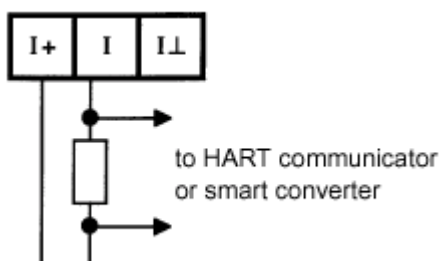 I+ I I⊥
to HART communicator
or smart converter